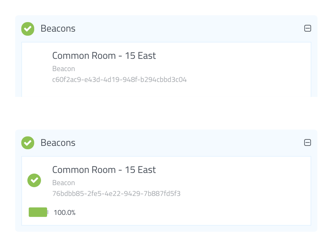 Beacons
Common Room - 15 East
Beacon
c60f2ac9-e43d-4d19-948f-b294cbbd3c04
Beacons
Common Room - 15 East
Beacon
76bdbb85-2fe5-4e22-9429-7b887fd5f3
100.0%